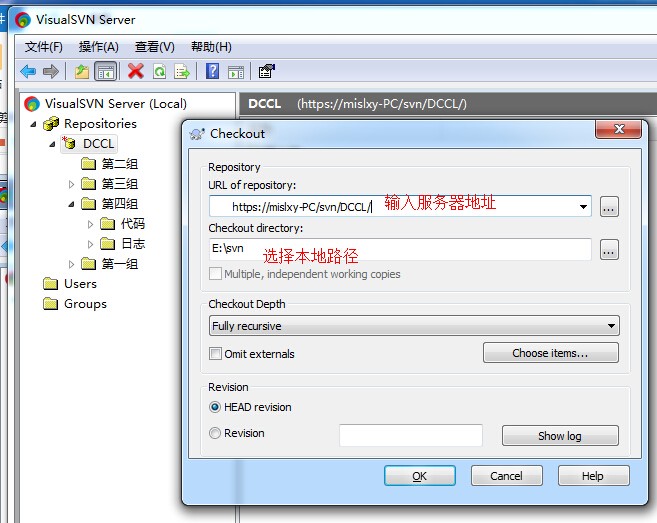 VisualSVN Server
文件(F) 操作(A) 查看(V) 帮助(H)
VisualSVN Server (Local)
Repositories
DCCL
第二组
第三组
第四组
代码
日志
第一组
Users
Groups
DCCL (https://mislxy-PC/svn/DCCL/)
Checkout
Repository
URL of repository:
https://mislxy-PC/svn/DCCL/ 输入服务器地址
...
Checkout directory:
E:\svn 选择本地路径
...
Multiple, independent working copies
Checkout Depth
Fully recursive
Omit externals
Choose items...
Revision
HEAD revision
Revision
Show log
OK
Cancel
Help